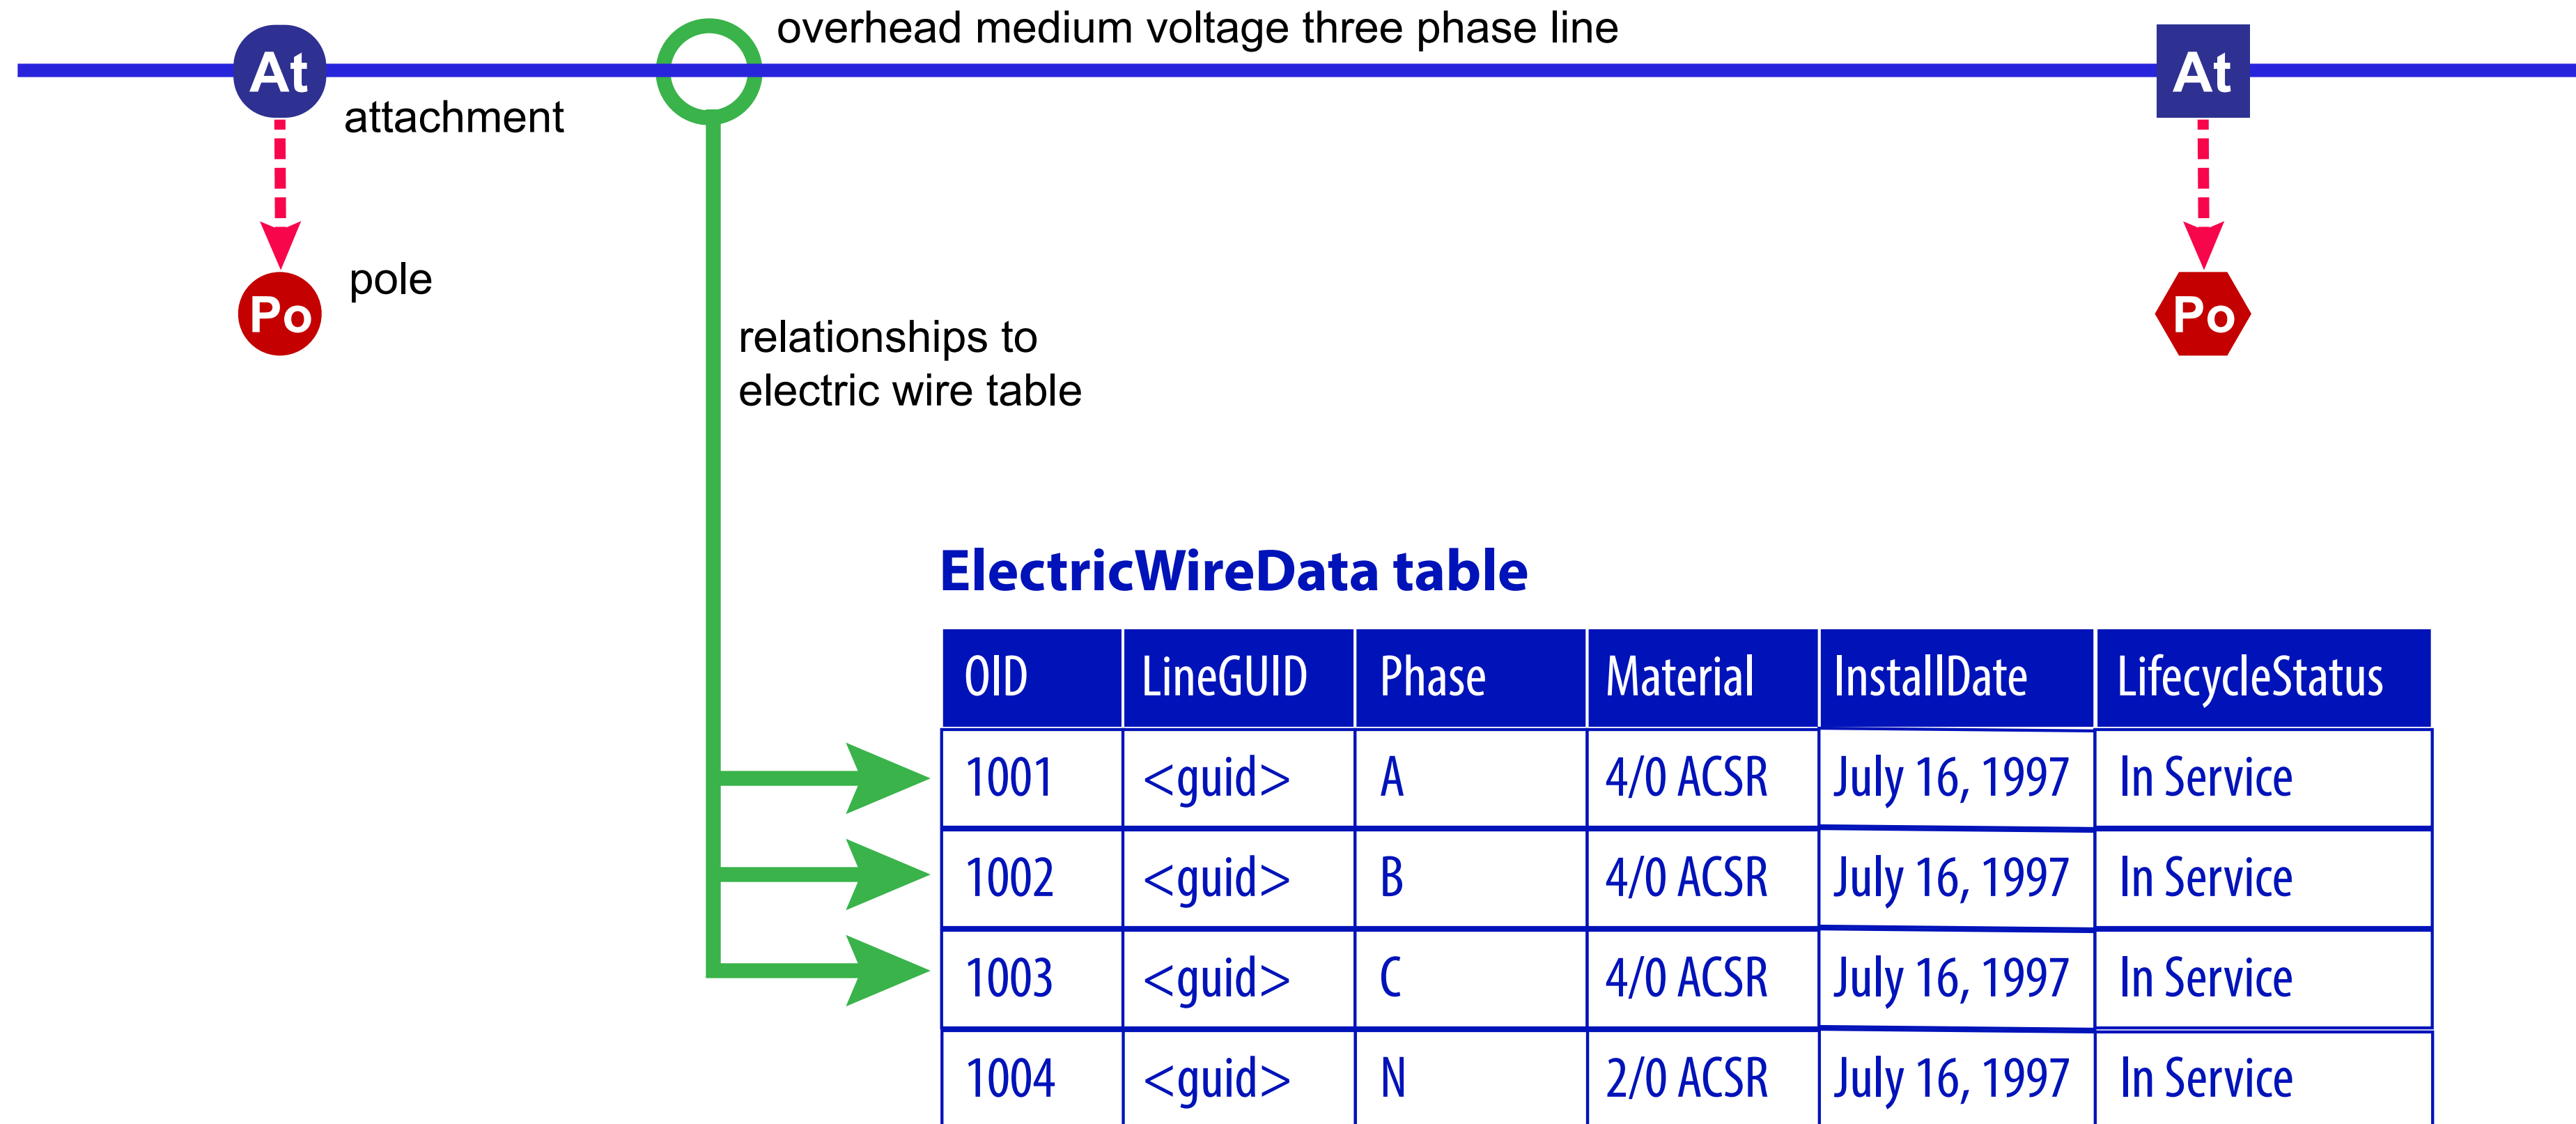 overhead medium voltage three phase line
At
At
attachment
pole
Po
Po
relationships to
electric wire table
ElectricWireData table
OID LineGUID Phase Material InstallDate LifecycleStatus
1001 <guid> A 4/0 ACSR July 16, 1997 In Service
1002 <guid> B 4/0 ACSR July 16, 1997 In Service
1003 <guid> C 4/0 ACSR July 16, 1997 In Service
1004 <guid> N 2/0 ACSR July 16, 1997 In Service